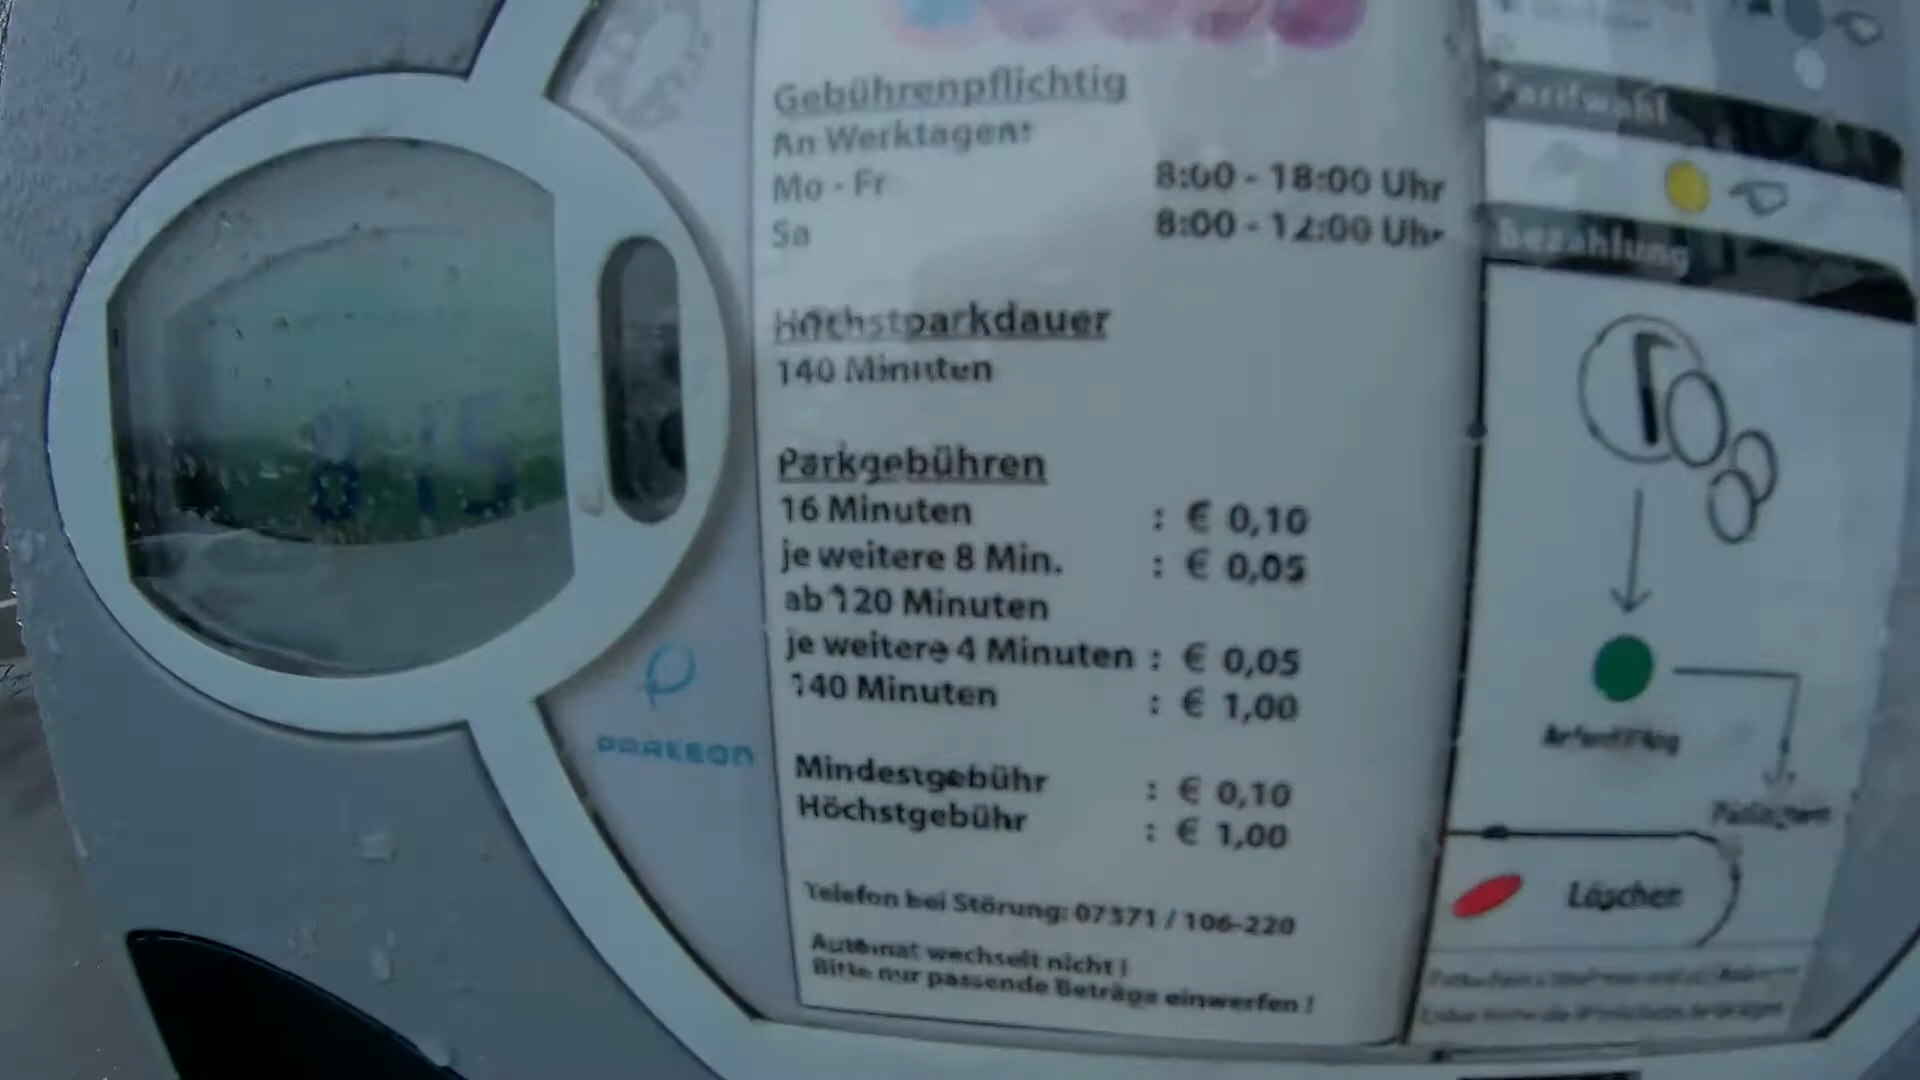 Gebührenpflichtig
An Werktagen:
Mo - Fr 8:00 - 18:00 Uhr
Sa 8:00 - 12:00 Uhr
Höchstparkdauer
140 Minuten
Parkgebühren
16 Minuten : € 0,10
je weitere 8 Min. : € 0,05
ab 120 Minuten
je weitere 4 Minuten : € 0,05
140 Minuten : € 1,00
Mindestgebühr : € 0,10
Höchstgebühr : € 1,00
Telefon bei Störung: 07371 / 106-220
Automat wechselt nicht !
Bitte nur passende Beträge einwerfen !
8 15
PARKEON
Tarifwahl
Bezahlung
Löschen